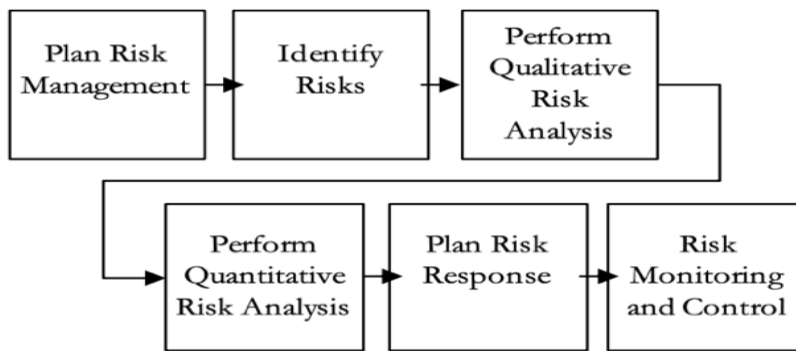 Plan Risk
Management
Identify
Risks
Perform
Qualitative
Risk
Analysis
Perform
Quantitative
Risk Analysis
Plan Risk
Response
Risk
Monitoring
and Control